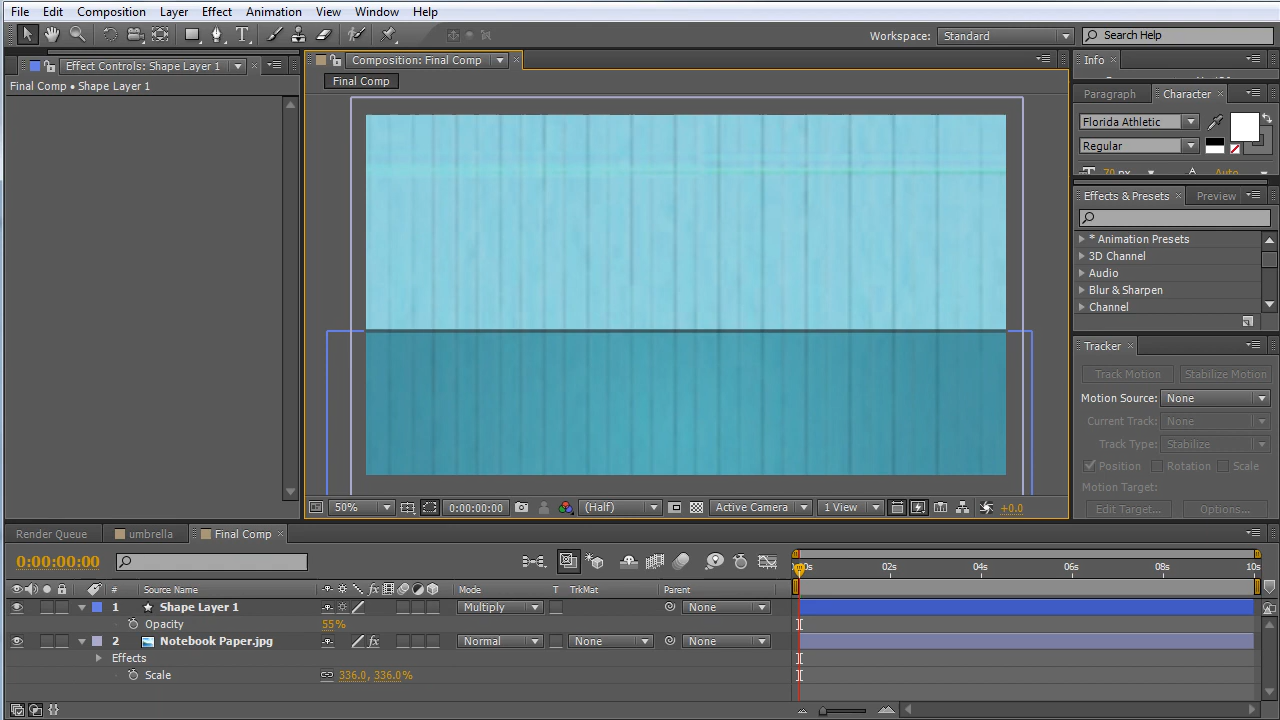 File Edit Composition Layer Effect Animation View Window Help
Workspace: Standard Search Help
Effect Controls: Shape Layer 1
Composition: Final Comp
Info
Final Comp • Shape Layer 1
Final Comp
Paragraph Character
Florida Athletic
Regular
70 px Auto
Effects & Presets Preview
* Animation Presets
3D Channel
Audio
Blur & Sharpen
Channel
Tracker
Track Motion Stabilize Motion
Motion Source: None
Current Track: None
Track Type: Stabilize
Position Rotation Scale
Motion Target:
Edit Target... Options...
50% 0:00:00:00 (Half) Active Camera 1 View +0.0
Render Queue umbrella Final Comp
0:00:00:00
02s 04s 06s 08s 10s
# Source Name fx Mode T TrkMat Parent
1 Shape Layer 1 Multiply None
Opacity 55%
2 Notebook Paper.jpg fx Normal None None
Effects
Scale 336.0, 336.0%